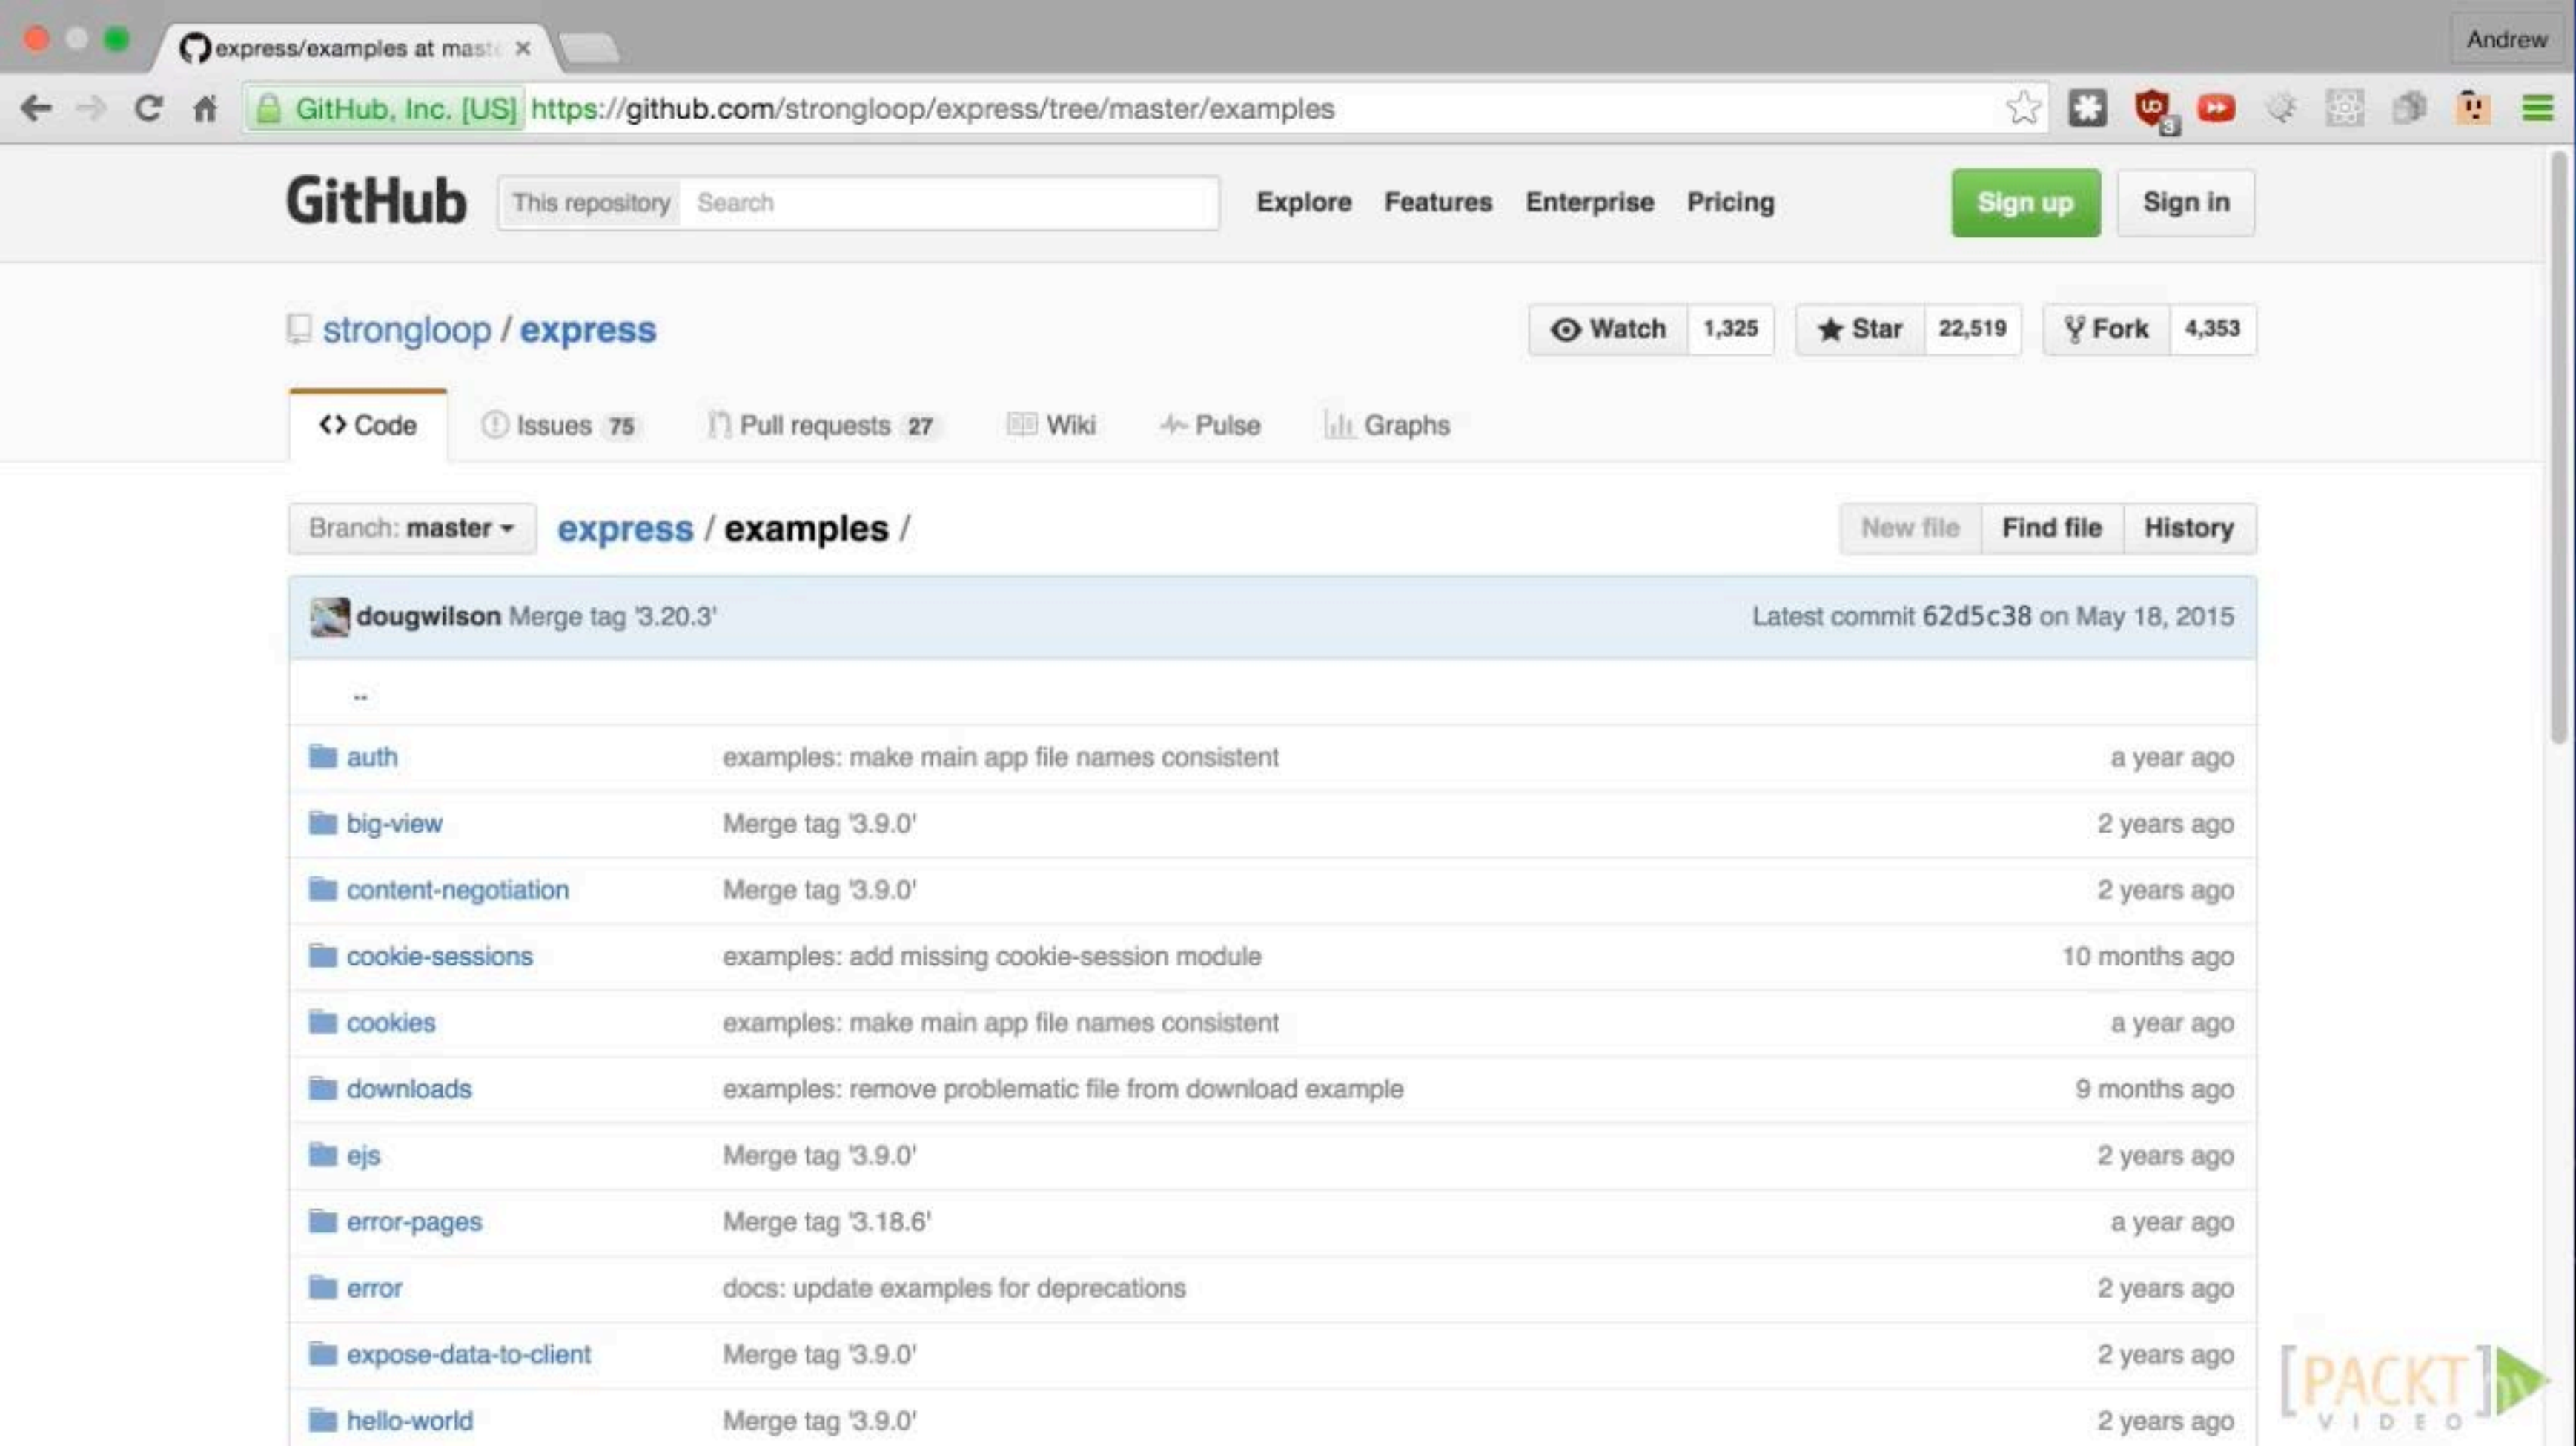 express/examples at maste
Andrew
GitHub, Inc. [US] https://github.com/strongloop/express/tree/master/examples
3
GitHub This repository Search Explore Features Enterprise Pricing Sign up Sign in
strongloop / express Watch 1,325 Star 22,519 Fork 4,353
Code Issues 75 Pull requests 27 Wiki Pulse Graphs
Branch: master express / examples / New file Find file History
dougwilson Merge tag '3.20.3' Latest commit 62d5c38 on May 18, 2015
..
auth examples: make main app file names consistent a year ago
big-view Merge tag '3.9.0' 2 years ago
content-negotiation Merge tag '3.9.0' 2 years ago
cookie-sessions examples: add missing cookie-session module 10 months ago
cookies examples: make main app file names consistent a year ago
downloads examples: remove problematic file from download example 9 months ago
ejs Merge tag '3.9.0' 2 years ago
error-pages Merge tag '3.18.6' a year ago
error docs: update examples for deprecations 2 years ago
expose-data-to-client Merge tag '3.9.0' 2 years ago
hello-world Merge tag '3.9.0' 2 years ago
[PACKT]
VIDEO